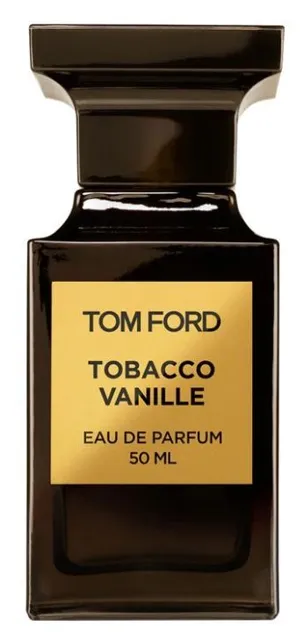 TOM FORD
TOBACCO
VANILLE
EAU DE PARFUM
50 ML